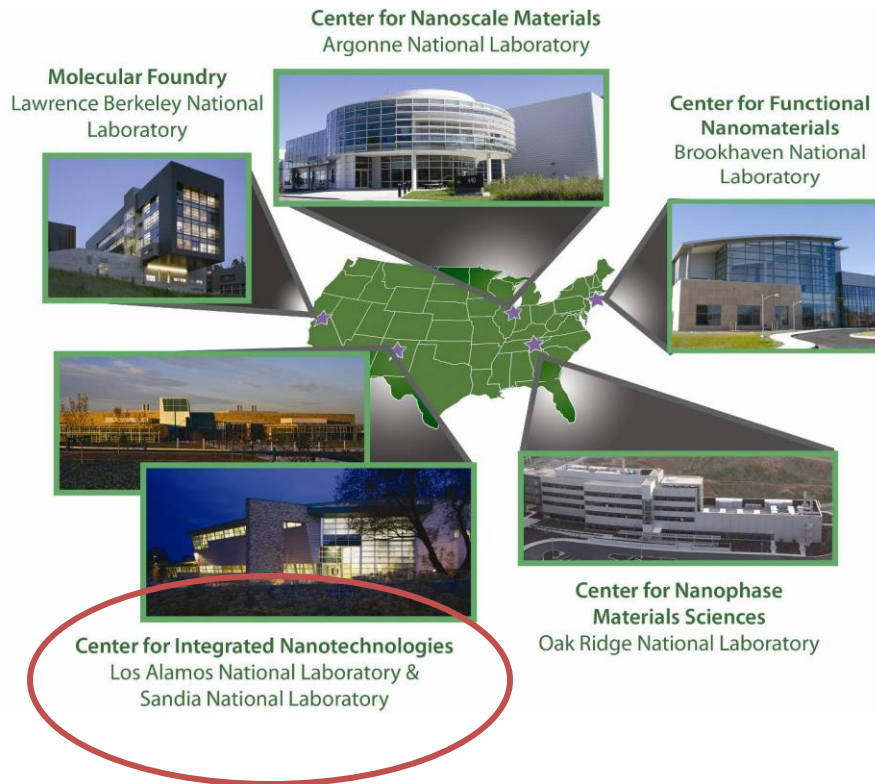 Center for Nanoscale Materials
Argonne National Laboratory
Molecular Foundry
Lawrence Berkeley National
Laboratory
Center for Functional
Nanomaterials
Brookhaven National
Laboratory
Center for Nanophase
Materials Sciences
Oak Ridge National Laboratory
Center for Integrated Nanotechnologies
Los Alamos National Laboratory &
Sandia National Laboratory